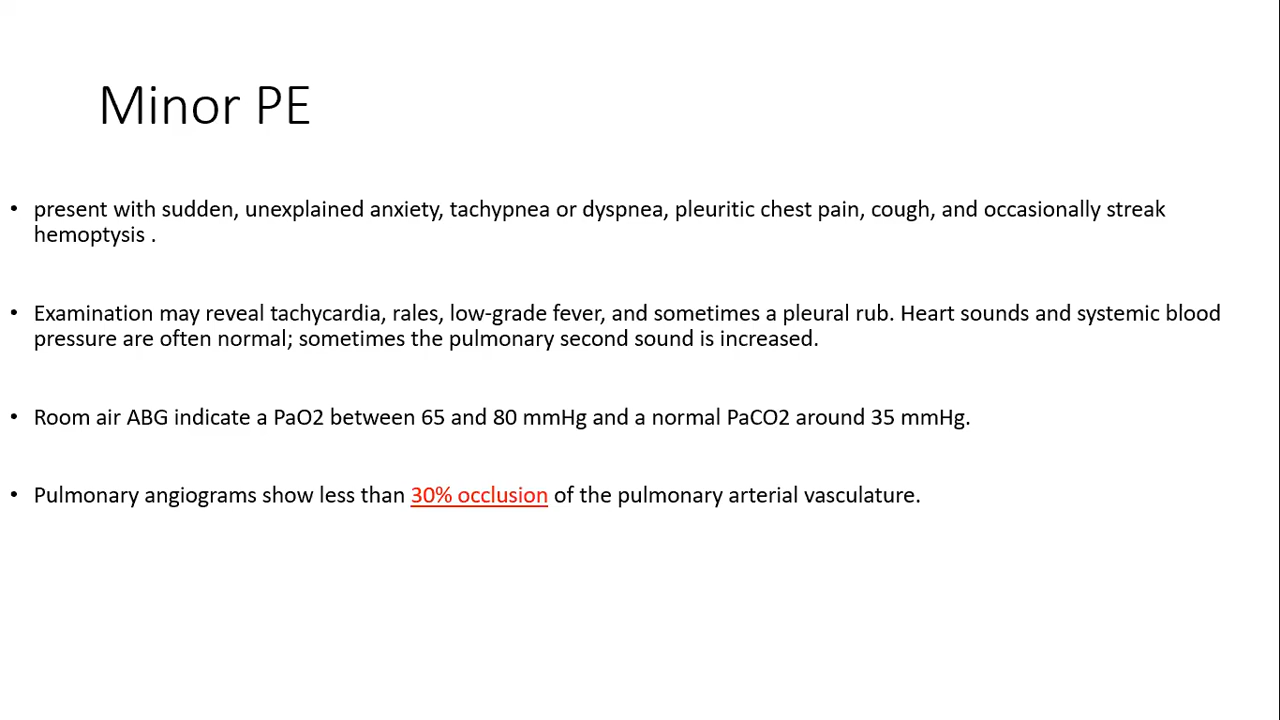 Minor PE
• present with sudden, unexplained anxiety, tachypnea or dyspnea, pleuritic chest pain, cough, and occasionally streak
hemoptysis .
• Examination may reveal tachycardia, rales, low-grade fever, and sometimes a pleural rub. Heart sounds and systemic blood
pressure are often normal; sometimes the pulmonary second sound is increased.
• Room air ABG indicate a PaO2 between 65 and 80 mmHg and a normal PaCO2 around 35 mmHg.
• Pulmonary angiograms show less than 30% occlusion of the pulmonary arterial vasculature.